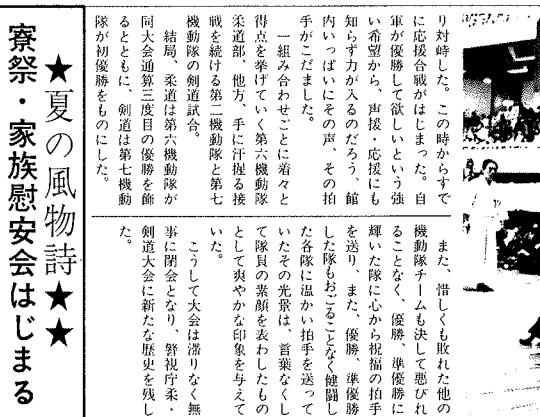 り対峙した。この時からすで
に応援合戦がはじまった。自
軍が優勝して欲しいという強
い希望から、声援・応援にも
知らず力が入るのだろう、館
内いっぱいにその声、その拍
手がこだました。
一組み合わせごとに着々と
得点を挙げていく第六機動隊
柔道部、他方、手に汗握る接
戦を続ける第二機動隊と第七
機動隊の剣道試合。
結局、柔道は第六機動隊が
同大会通算三度目の優勝を飾
るとともに、剣道は第七機動
隊が初優勝をものにした。
また、惜しくも敗れた他の
機動隊チームも決して悪びれ
ることなく、優勝、準優勝に
輝いた隊に心から祝福の拍手
を送り、また、優勝、準優勝
した隊もおごることなく健闘し
た各隊に温かい拍手を送って
いたその光景は、言葉なくし
て隊員の素顔を表わしたもの
として爽やかな印象を与えて
いた。
こうして大会は滞りなく無
事に閉会となり、警視庁柔・
剣道大会に新たな歴史を残し
た。
★夏の風物詩★★
寮祭・家族慰安会はじまる